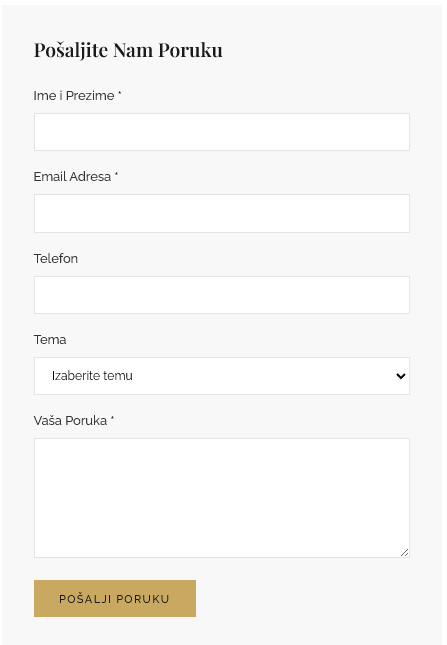 Pošaljite Nam Poruku
Ime i Prezime *
Email Adresa *
Telefon
Tema
Izaberite temu
Vaša Poruka *
POŠALJI PORUKU